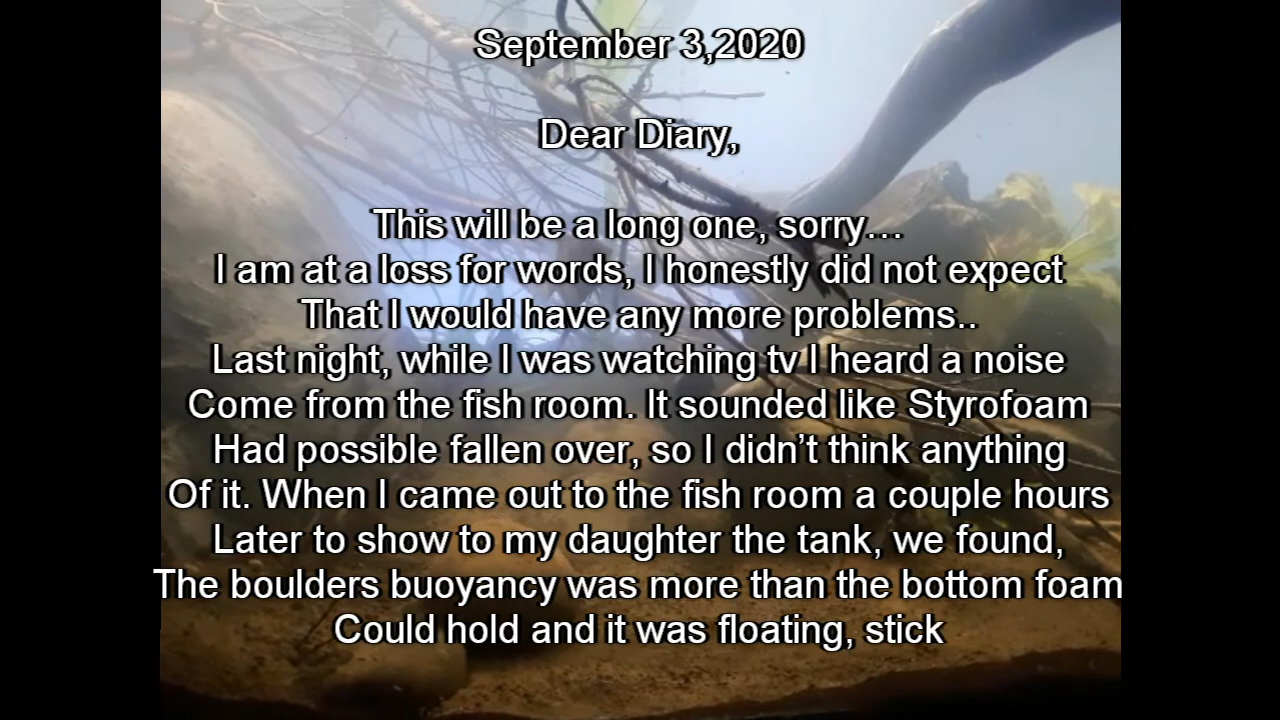 September 3,2020
Dear Diary,
This will be a long one, sorry…
I am at a loss for words, I honestly did not expect
That I would have any more problems..
Last night, while I was watching tv I heard a noise
Come from the fish room. It sounded like Styrofoam
Had possible fallen over, so I didn’t think anything
Of it. When I came out to the fish room a couple hours
Later to show to my daughter the tank, we found,
The boulders buoyancy was more than the bottom foam
Could hold and it was floating, stick